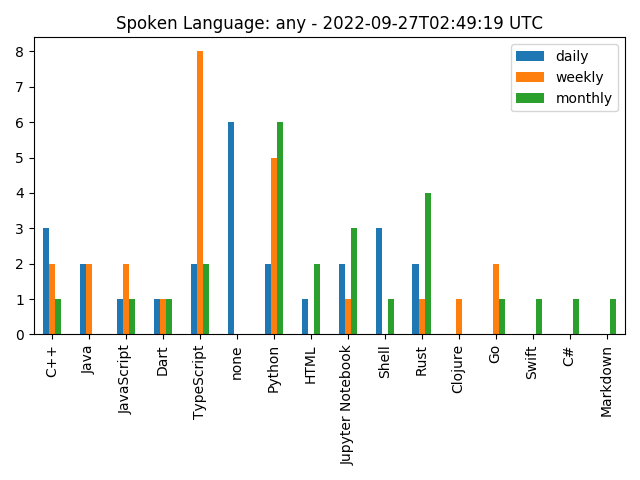 Spoken Language: any - 2022-09-27T02:49:19 UTC
daily
weekly
monthly
8
7
6
5
4
3
2
1
0
C++
Java
JavaScript
Dart
TypeScript
none
Python
HTML
Jupyter Notebook
Shell
Rust
Clojure
Go
Swift
C#
Markdown